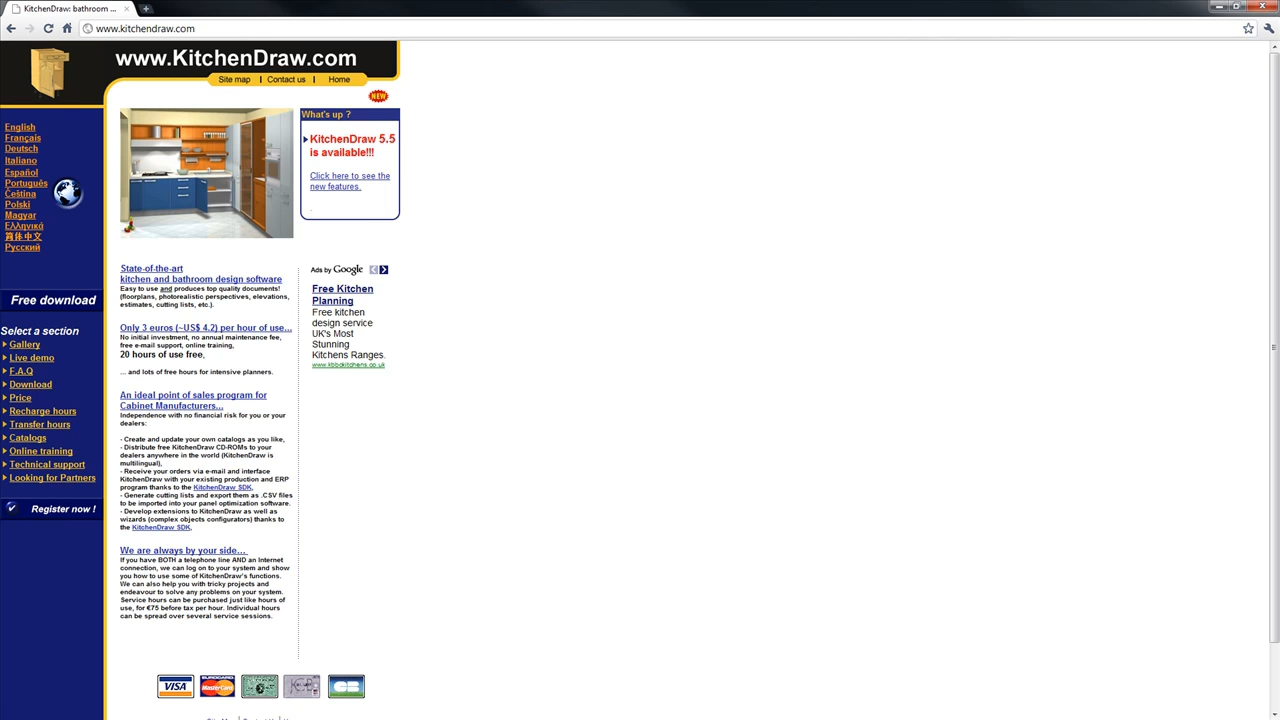 KitchenDraw: bathroom ...
www.kitchendraw.com
www.KitchenDraw.com
Site map | Contact us | Home
NEW
English
Français
Deutsch
Italiano
Español
Português
Čeština
Polski
Magyar
Ελληνικά
简体中文
Русский
Free download
Select a section
Gallery
Live demo
F.A.Q
Download
Price
Recharge hours
Transfer hours
Catalogs
Online training
Technical support
Looking for Partners
Register now !
What's up ?
KitchenDraw 5.5
is available!!!
Click here to see the
new features.
State-of-the-art
kitchen and bathroom design software
Easy to use and produces top quality documents!
(floorplans, photorealistic perspectives, elevations,
estimates, cutting lists, etc.).
Only 3 euros (~US$ 4.2) per hour of use...
No initial investment, no annual maintenance fee,
free e-mail support, online training,
20 hours of use free,
... and lots of free hours for intensive planners.
An ideal point of sales program for
Cabinet Manufacturers...
Independence with no financial risk for you or your
dealers:
- Create and update your own catalogs as you like,
- Distribute free KitchenDraw CD-ROMs to your
dealers anywhere in the world (KitchenDraw is
multilingual),
- Receive your orders via e-mail and interface
KitchenDraw with your existing production and ERP
program thanks to the KitchenDraw SDK,
- Generate cutting lists and export them as .CSV files
to be imported into your panel optimization software.
- Develop extensions to KitchenDraw as well as
wizards (complex objects configurators) thanks to
the KitchenDraw SDK,
We are always by your side...
If you have BOTH a telephone line AND an Internet
connection, we can log on to your system and show
you how to use some of KitchenDraw's functions.
We can also help you with tricky projects and
endeavour to solve any problems on your system.
Service hours can be purchased just like hours of
use, for €75 before tax per hour. Individual hours
can be spread over several service sessions.
Ads by Google
Free Kitchen
Planning
Free kitchen
design service
UK's Most
Stunning
Kitchens Ranges.
www.kbbokitchens.co.uk
VISA
EUROCARD
MasterCard
JCB
CB